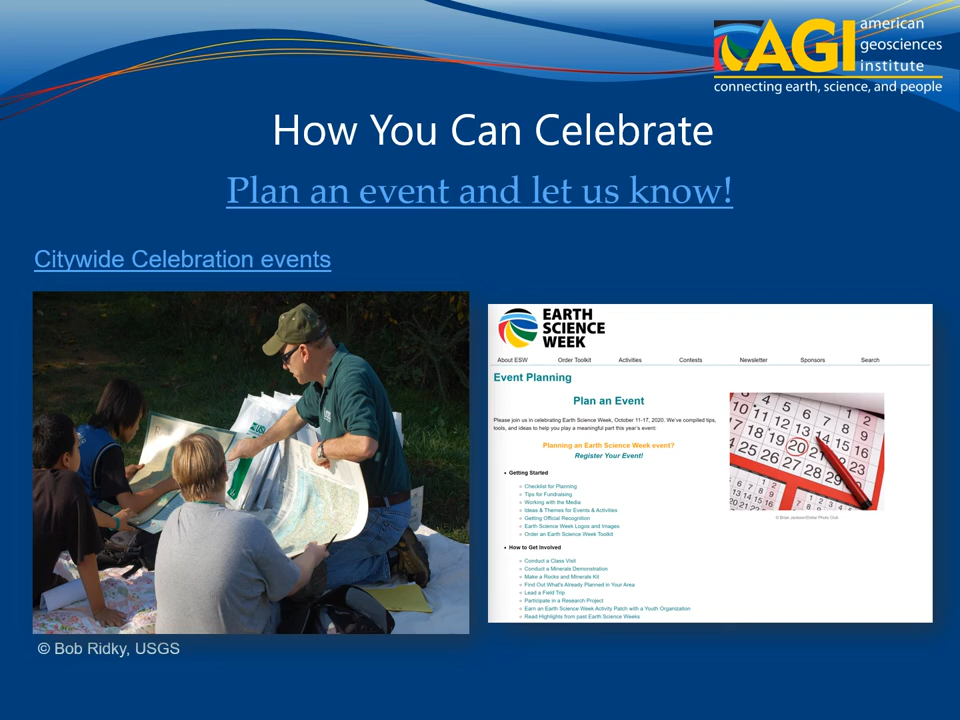 AGI american
geosciences
institute
connecting earth, science, and people
How You Can Celebrate
Plan an event and let us know!
Citywide Celebration events
EARTH
SCIENCE
WEEK
About ESW Order Toolkit Activities Contests Newsletter Sponsors Search
Event Planning
Plan an Event
Please join us in celebrating Earth Science Week, October 11-17, 2020. We've compiled tips,
tools, and ideas to help you play a meaningful part this year's event:
Planning an Earth Science Week event?
Register Your Event!
• Getting Started
Checklist for Planning
Tips for Fundraising
Working with the Media
Ideas & Themes for Events & Activities
Getting Official Recognition
Earth Science Week Logos and Images
Order an Earth Science Week Toolkit
• How to Get Involved
Conduct a Class Visit
Conduct a Minerals Demonstration
Make a Rocks and Minerals Kit
Find Out What's Already Planned in Your Area
Lead a Field Trip
Participate in a Research Project
Earn an Earth Science Week Activity Patch with a Youth Organization
Read Highlights from past Earth Science Weeks
© Brian Jackson/Dollar Photo Club
© Bob Ridky, USGS